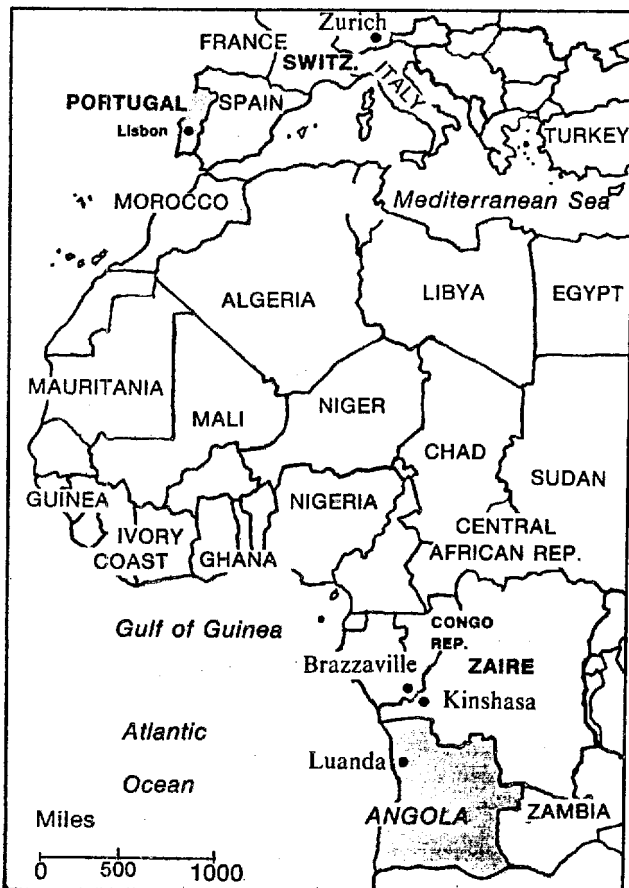 Zurich
FRANCE
SWITZ.
ITALY
PORTUGAL
SPAIN
Lisbon
TURKEY
MOROCCO
Mediterranean Sea
ALGERIA
LIBYA
EGYPT
MAURITANIA
MALI
NIGER
CHAD
SUDAN
GUINEA
NIGERIA
IVORY
COAST
GHANA
CENTRAL
AFRICAN REP.
Gulf of Guinea
CONGO
REP.
Brazzaville
ZAIRE
Kinshasa
Atlantic
Ocean
Luanda
ANGOLA
ZAMBIA
Miles
0 500 1000